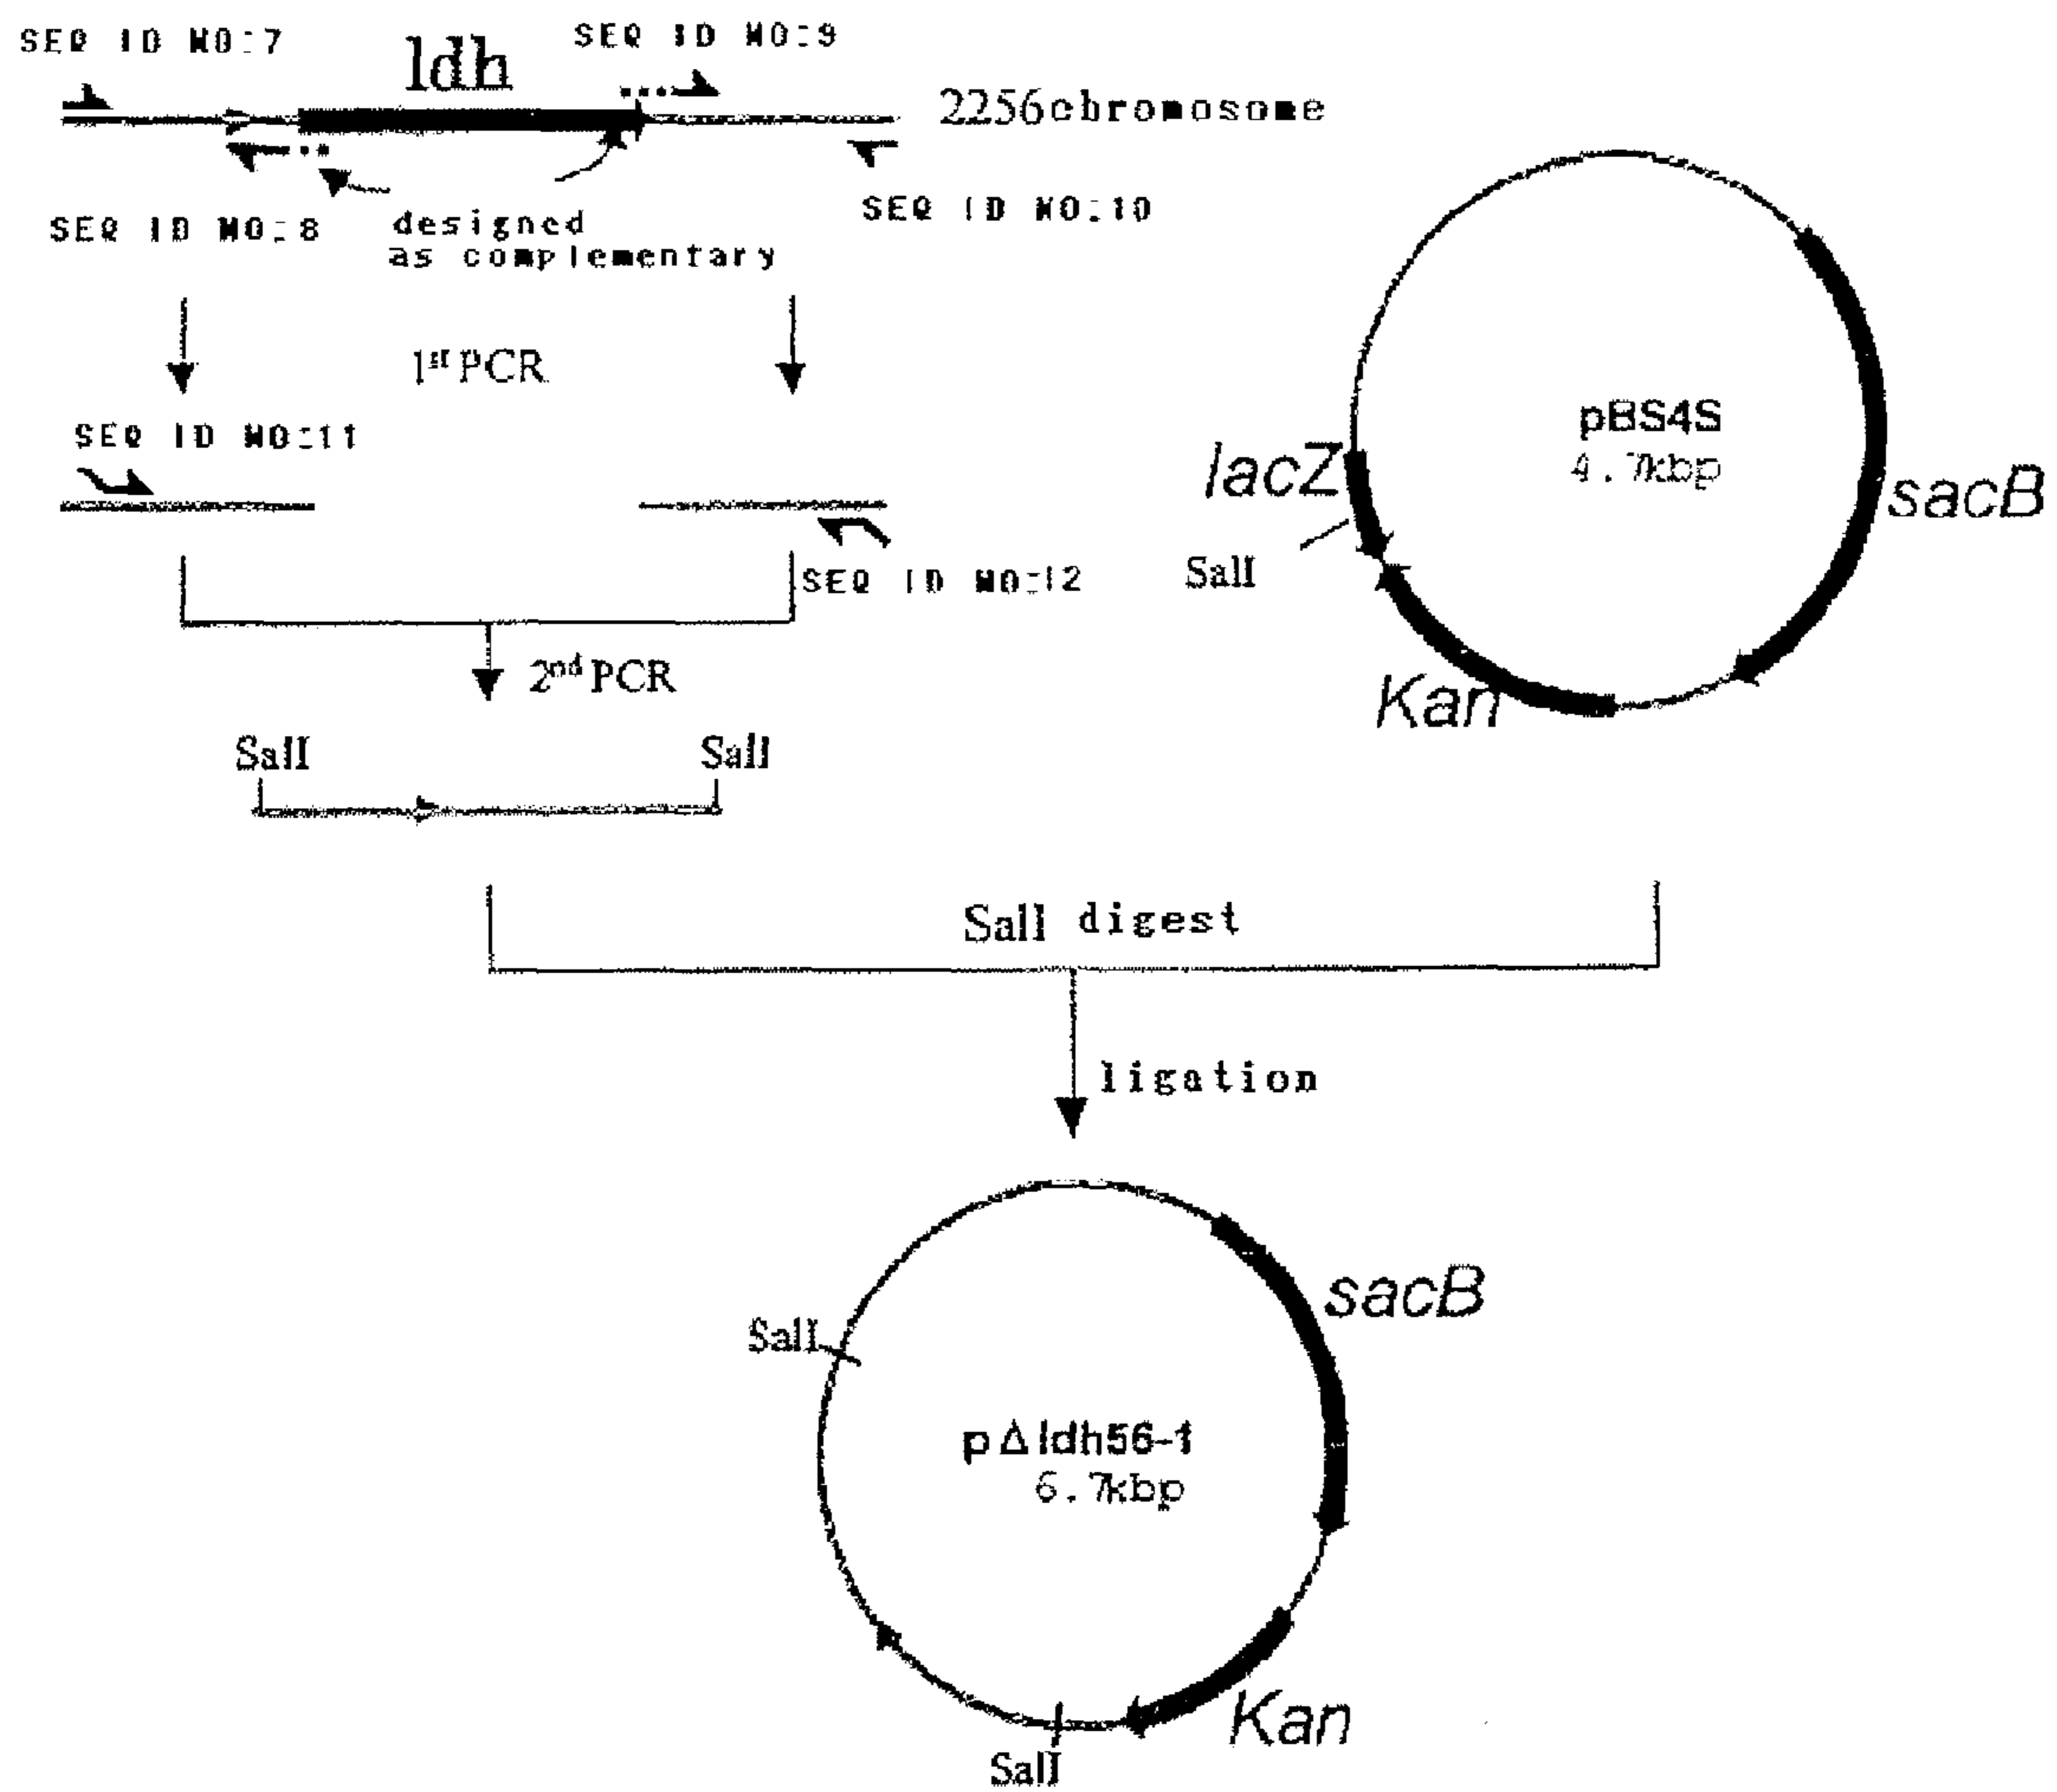 SEQ ID NO:7
ldh
SEQ ID NO:9
2256chromosome
SEQ ID NO:8
designed
as complementary
SEQ ID NO:10
1st PCR
SEQ ID NO:11
pBS4S
4.7kbp
lacZ
sacB
SalI
SEQ ID NO:12
Kan
2nd PCR
SalI
SalI
SalI digest
ligation
sacB
SalI
pΔldh56-1
6.7kbp
Kan
SalI